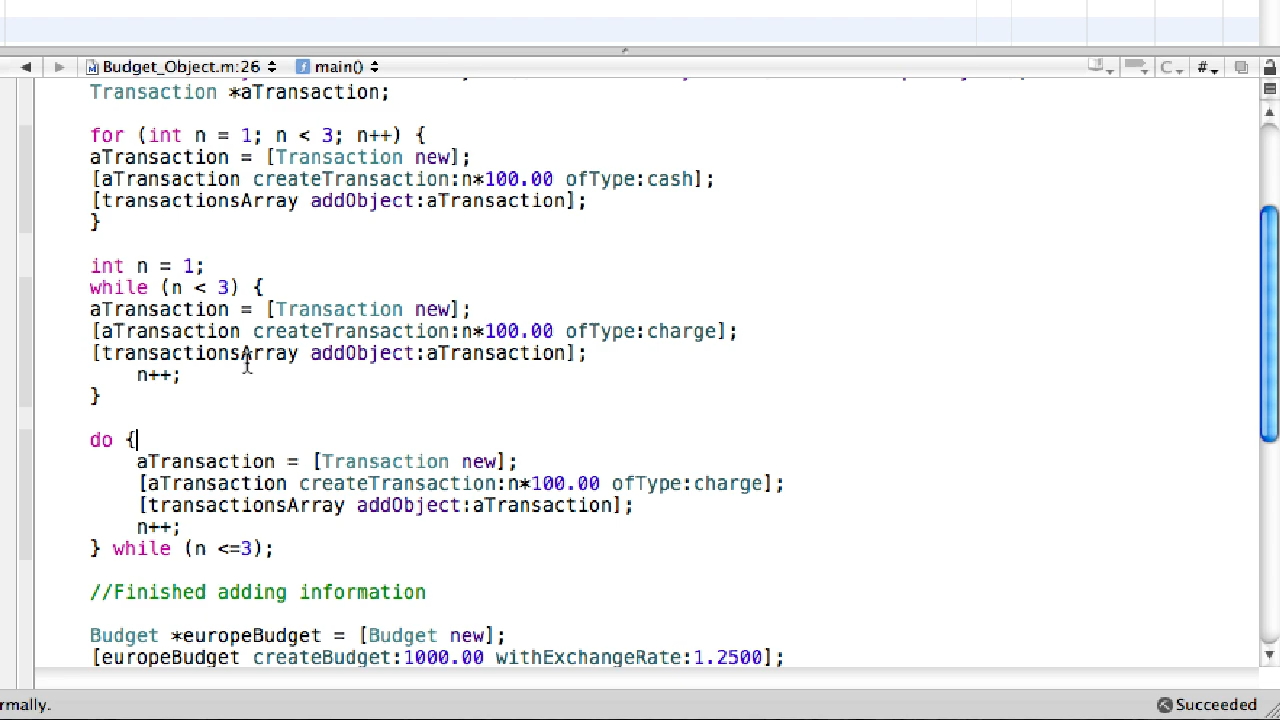 Budget_Object.m:26 main() C #
Transaction *aTransaction;
for (int n = 1; n < 3; n++) {
aTransaction = [Transaction new];
[aTransaction createTransaction:n*100.00 ofType:cash];
[transactionsArray addObject:aTransaction];
}
int n = 1;
while (n < 3) {
aTransaction = [Transaction new];
[aTransaction createTransaction:n*100.00 ofType:charge];
[transactionsArray addObject:aTransaction];
n++;
}
do {
aTransaction = [Transaction new];
[aTransaction createTransaction:n*100.00 ofType:charge];
[transactionsArray addObject:aTransaction];
n++;
} while (n <=3);
//Finished adding information
Budget *europeBudget = [Budget new];
[europeBudget createBudget:1000.00 withExchangeRate:1.2500];
rmally. Succeeded